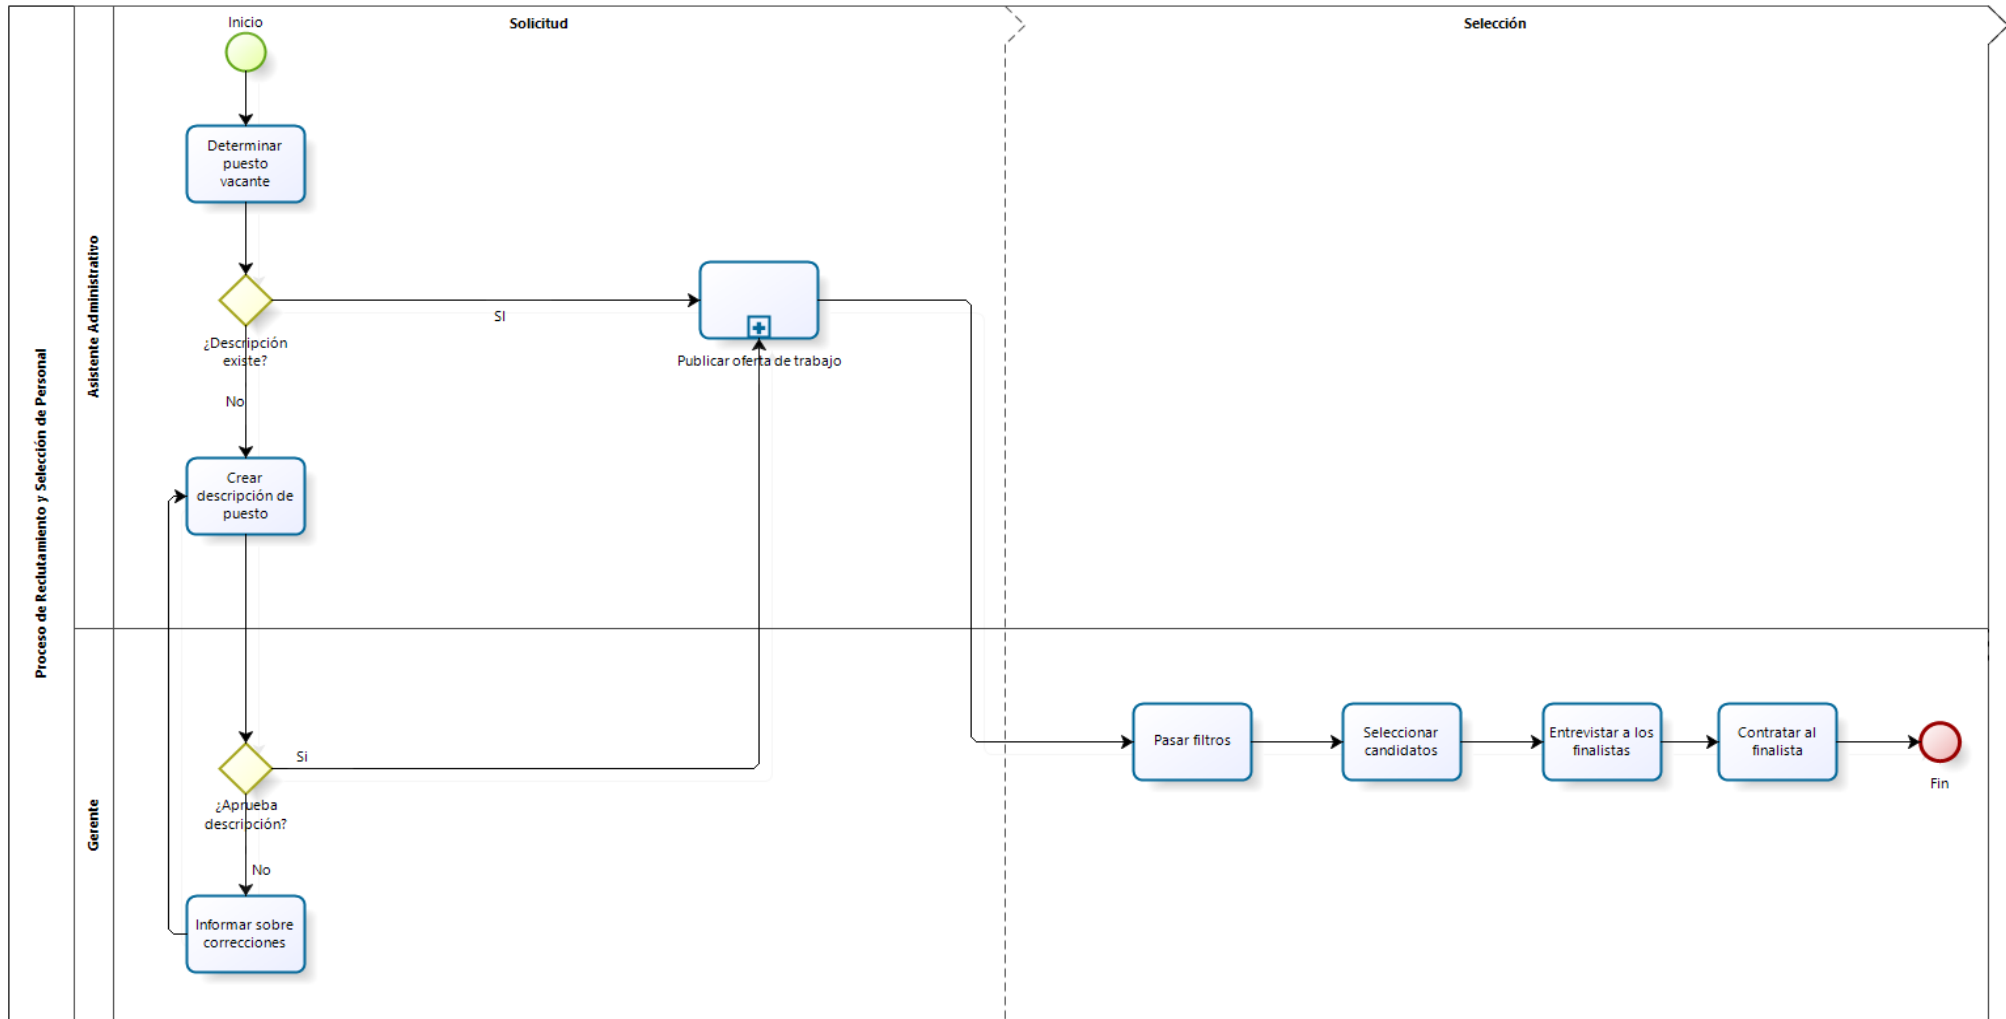 Proceso de Reclutamiento y Selección de Personal
Asistente Administrativo
Gerente
Solicitud
Selección
Inicio
Determinar
puesto
vacante
¿Descripción
existe?
SI
No
Publicar oferta de trabajo
Crear
descripción de
puesto
¿Aprueba
descripción?
Si
No
Informar sobre
correcciones
Pasar filtros
Seleccionar
candidatos
Entrevistar a los
finalistas
Contratar al
finalista
Fin